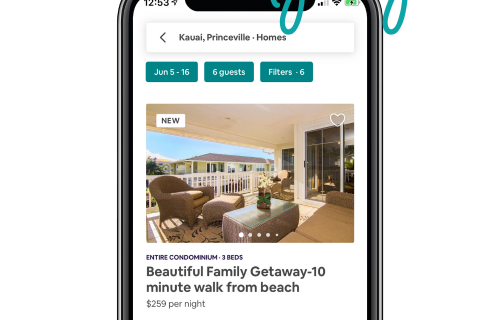 12:53
Kauai, Princeville · Homes
Jun 5 - 16
6 guests
Filters · 6
NEW
ENTIRE CONDOMINIUM · 3 BEDS
Beautiful Family Getaway-10
minute walk from beach
$259 per night